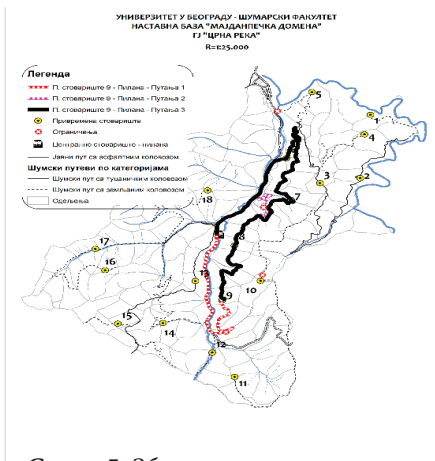 УНИВЕРЗИТЕТ У БЕОГРАДУ - ШУМАРСКИ ФАКУЛТЕТ
НАСТАВНА БАЗА "МАЈДАНПЕЧКА ДОМЕНА"
ГЈ "ЦРНА РЕКА"
R=1:25.000
Легенда
П. стовариште 9 - Пилана - Путања 1
П. стовариште 9 - Пилана - Путања 2
П. стовариште 9 - Пилана - Путања 3
Привремена стоваришта
Ограничења
Централно стовариште - пилана
Јавни пут са асфалтним коловозом
Шумски путеви по категоријама
Шумски пут са туцаничким коловозом
Шумски пут са земљаним коловозом
Одељења
5
1
4
2
3
18
7
8
17
16
13
10
9
15
14
12
11